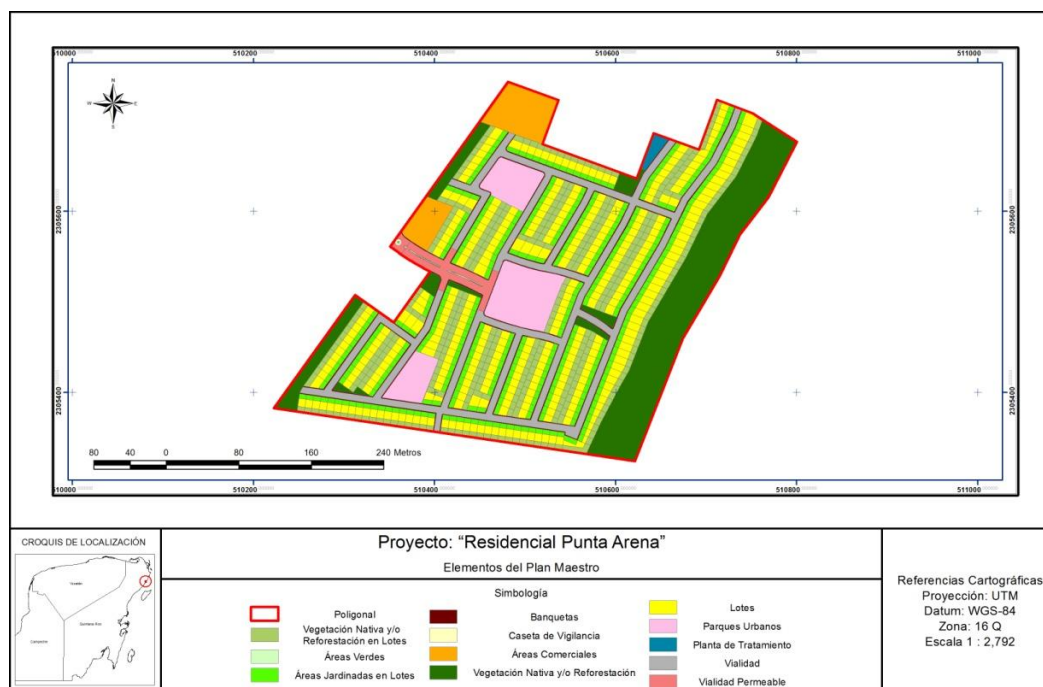 510000 510200 510400 510600 510800 511000
N
W E
S
2305600 2305600
2305400 2305400
80 40 0 80 160 240 Metros
510000 510200 510400 510600 510800 511000
CROQUIS DE LOCALIZACIÓN
Yucatán
Quintana Roo
Campeche
Proyecto: “Residencial Punta Arena”
Elementos del Plan Maestro
Simbología
Poligonal
Vegetación Nativa y/o
Reforestación en Lotes
Áreas Verdes
Áreas Jardinadas en Lotes
Banquetas
Caseta de Vigilancia
Áreas Comerciales
Vegetación Nativa y/o Reforestación
Lotes
Parques Urbanos
Planta de Tratamiento
Vialidad
Vialidad Permeable
Referencias Cartográficas
Proyección: UTM
Datum: WGS-84
Zona: 16 Q
Escala 1 : 2,792